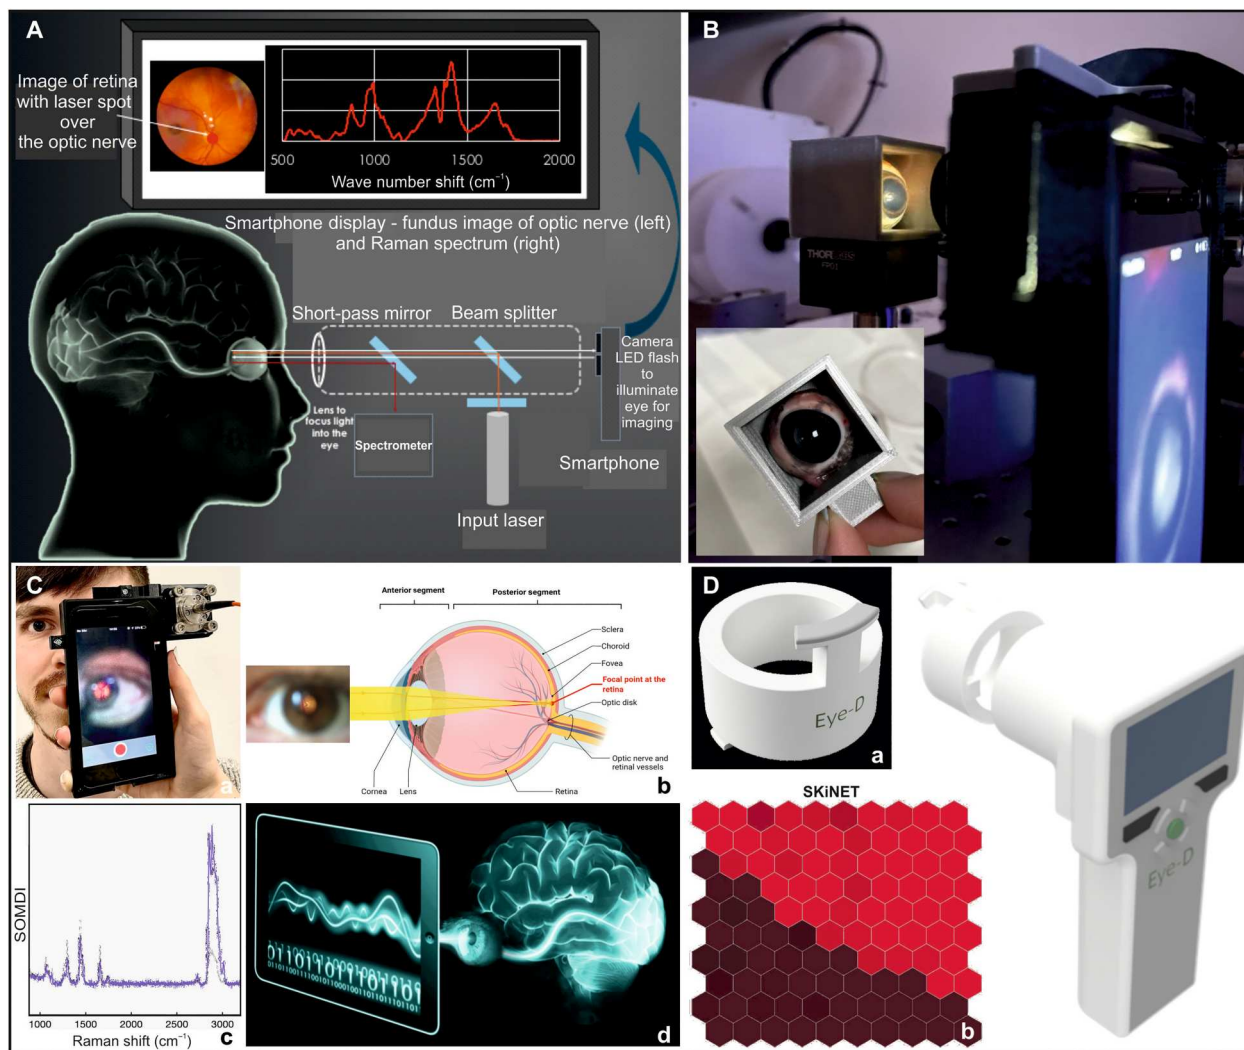 A
Image of retina
with laser spot
over
the optic nerve
500
1000
1500
2000
Wave number shift (cm⁻¹)
Smartphone display - fundus image of optic nerve (left)
and Raman spectrum (right)
Short-pass mirror
Beam splitter
Camera
LED flash
to
illuminate
eye for
imaging
Lens to
focus light
into the
eye
Spectrometer
Smartphone
Input laser
B
THORLABS
FP01
C
a
Anterior segment
Posterior segment
Sclera
Choroid
Fovea
Focal point at the
retina
Optic disk
Optic nerve and
retinal vessels
Cornea
Lens
Retina
b
SOMDI
1000
1500
2000
2500
3000
Raman shift (cm⁻¹)
c
d
D
Eye-D
a
SKiNET
b
Eye-D